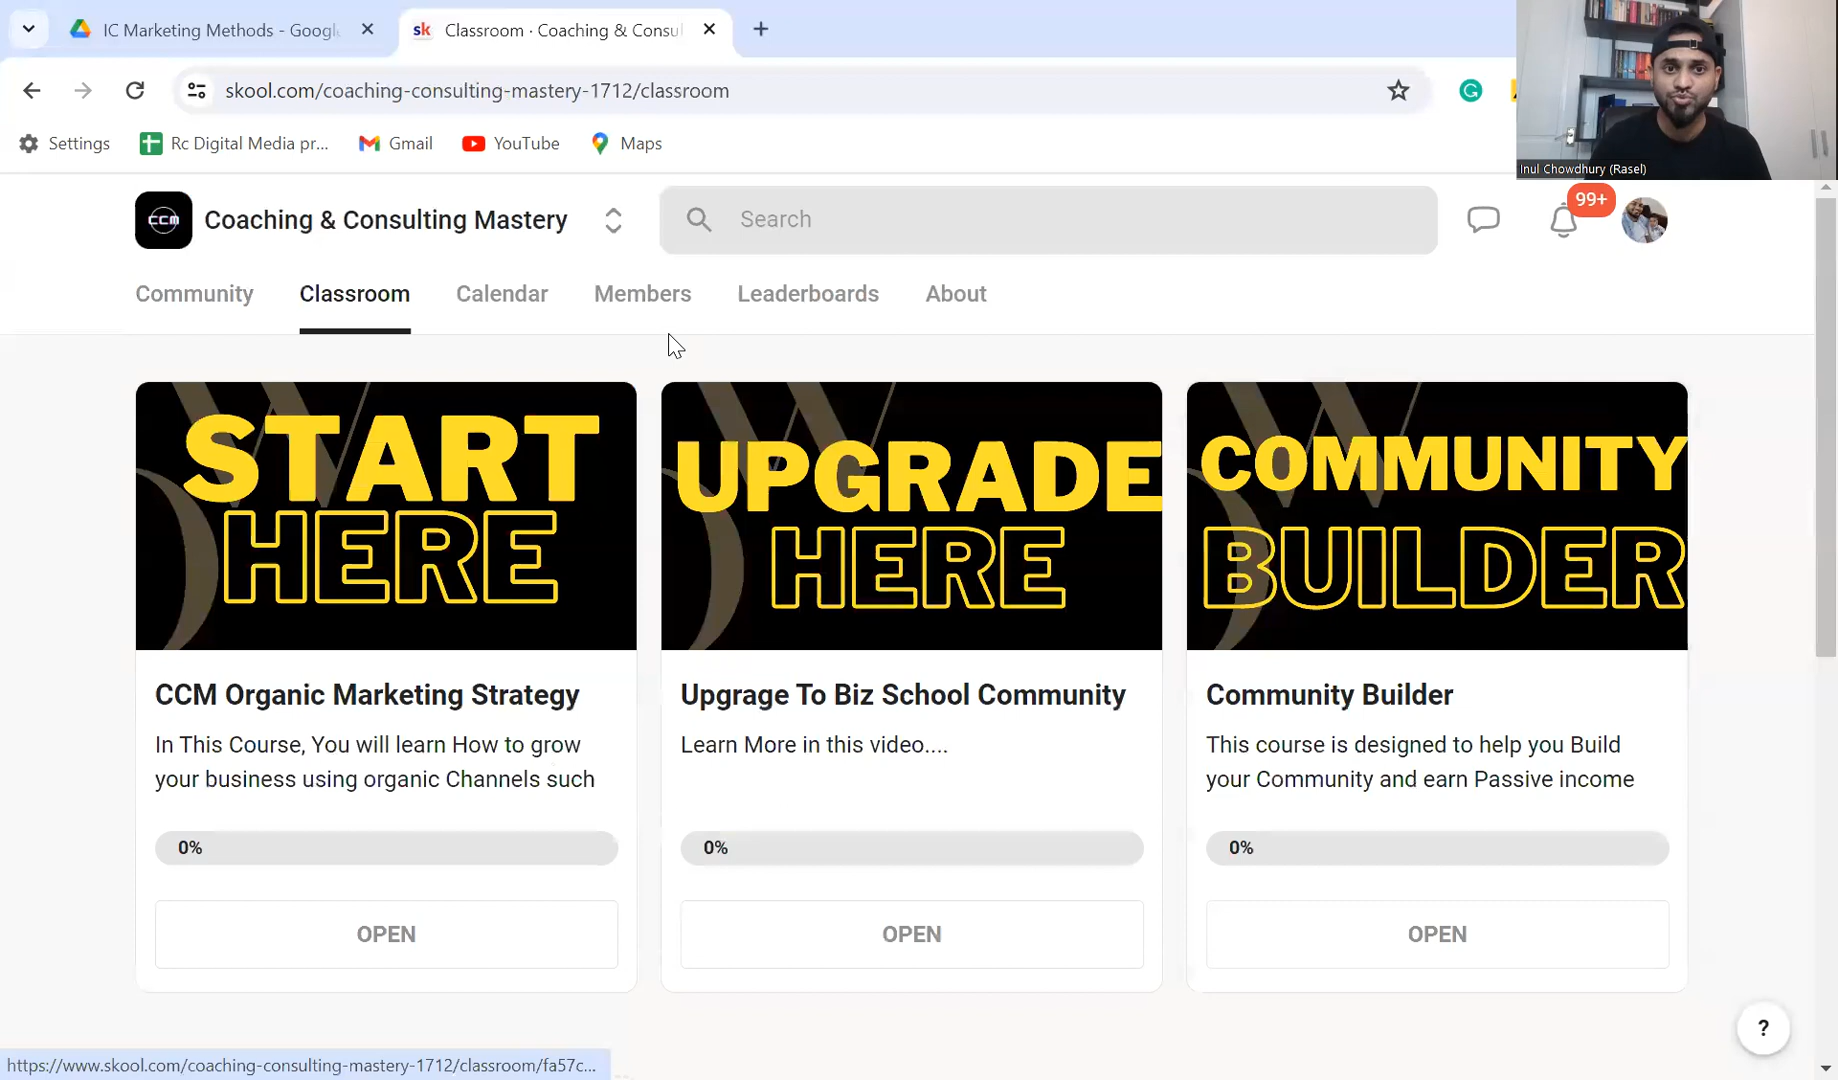 IC Marketing Methods - Googl
sk Classroom · Coaching & Consul
skool.com/coaching-consulting-mastery-1712/classroom
Settings Rc Digital Media pr... Gmail YouTube Maps
Inul Chowdhury (Rasel)
ccm Coaching & Consulting Mastery
Search
99+
Community Classroom Calendar Members Leaderboards About
START
HERE
CCM Organic Marketing Strategy
In This Course, You will learn How to grow
your business using organic Channels such
0%
OPEN
UPGRADE
HERE
Upgrage To Biz School Community
Learn More in this video....
0%
OPEN
COMMUNITY
BUILDER
Community Builder
This course is designed to help you Build
your Community and earn Passive income
0%
OPEN
?
https://www.skool.com/coaching-consulting-mastery-1712/classroom/fa57c...